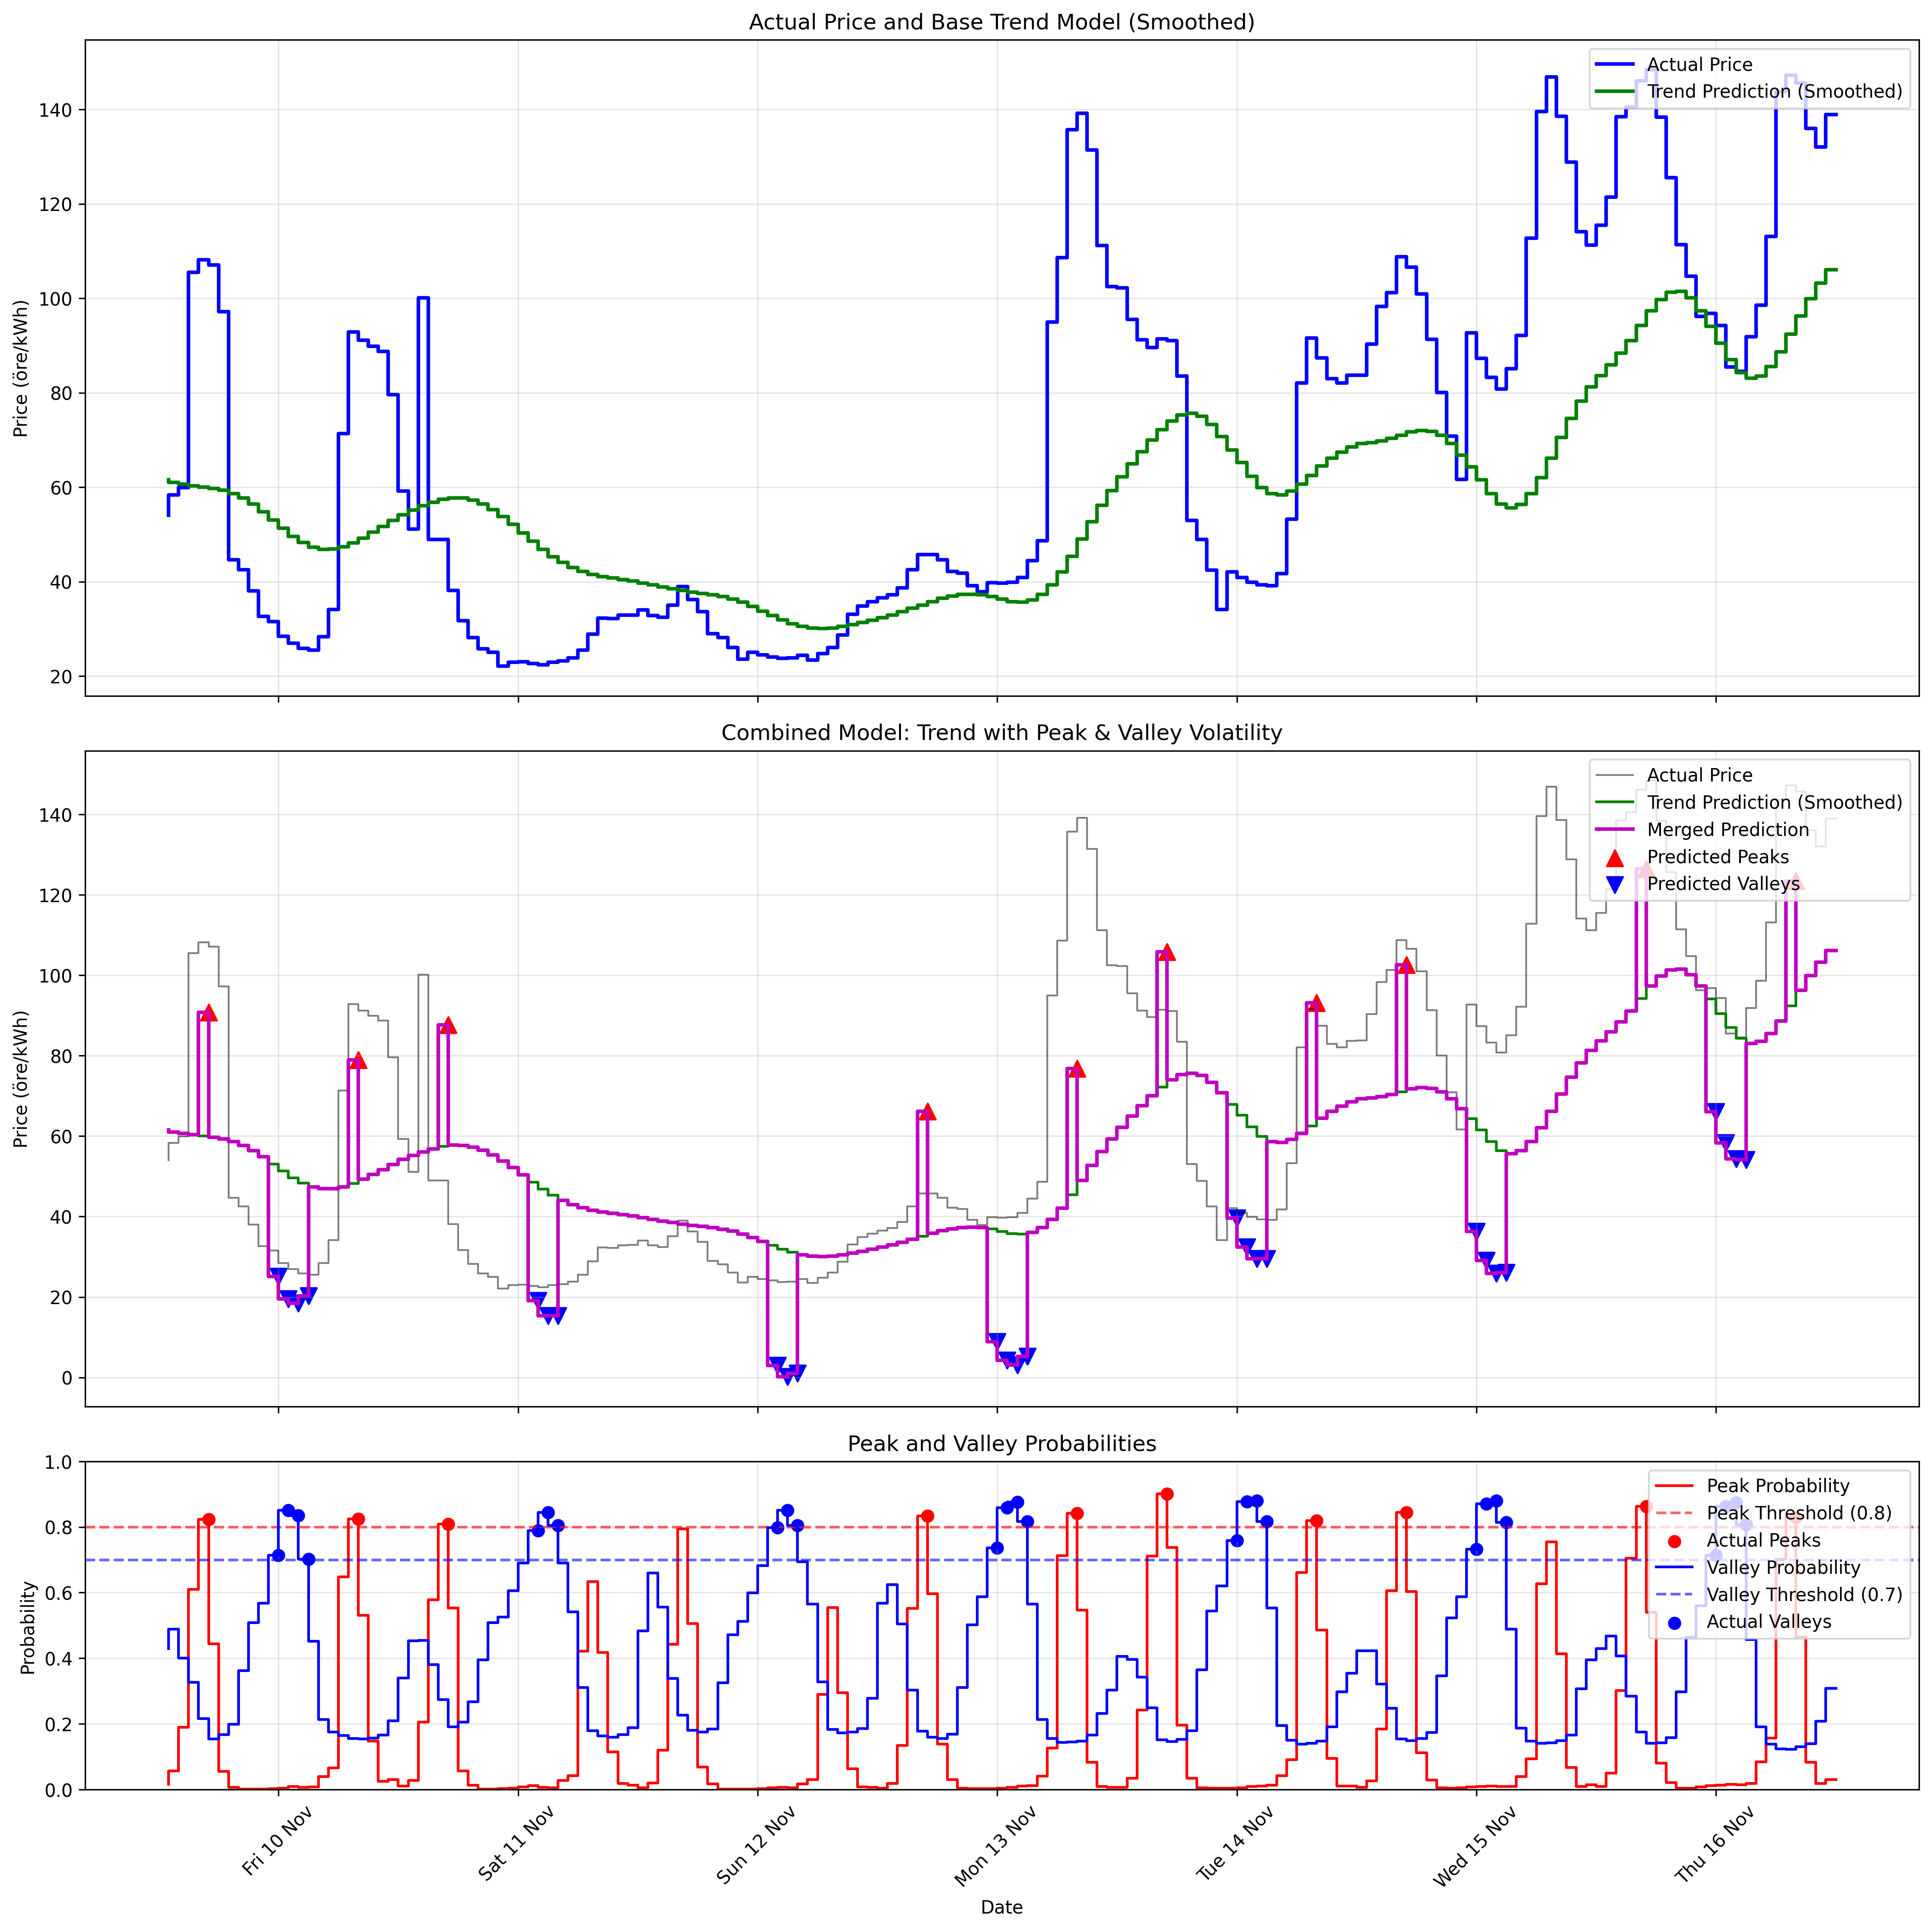 Actual Price and Base Trend Model (Smoothed)
Price (öre/kWh)
140
120
100
80
60
40
20
Actual Price
Trend Prediction (Smoothed)
Combined Model: Trend with Peak & Valley Volatility
Price (öre/kWh)
140
120
100
80
60
40
20
0
Actual Price
Trend Prediction (Smoothed)
Merged Prediction
Predicted Peaks
Predicted Valleys
Peak and Valley Probabilities
Probability
1.0
0.8
0.6
0.4
0.2
0.0
Peak Probability
Peak Threshold (0.8)
Actual Peaks
Valley Probability
Valley Threshold (0.7)
Actual Valleys
Fri 10 Nov
Sat 11 Nov
Sun 12 Nov
Mon 13 Nov
Tue 14 Nov
Wed 15 Nov
Thu 16 Nov
Date